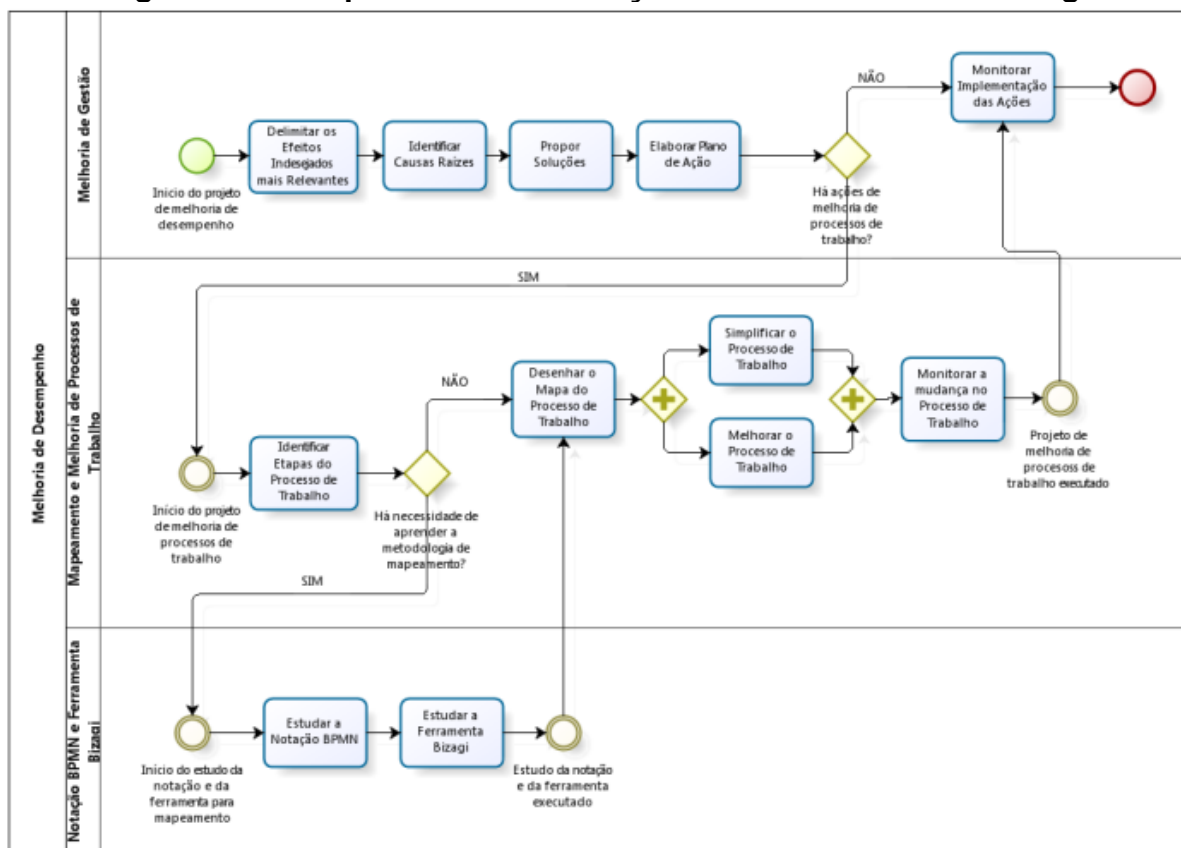 Melhoria de Desempenho
Melhoria de Gestão
Início do projeto
de melhoria de
desempenho
Delimitar os
Efeitos
Indesejados
mais Relevantes
Identificar
Causas Raízes
Propor
Soluções
Elaborar Plano
de Ação
Há ações de
melhoria de
processos de
trabalho?
NÃO
Monitorar
Implementação
das Ações
SIM
Mapeamento e Melhoria de Processos de
Trabalho
Início do projeto
de melhoria de
processos de
trabalho
Identificar
Etapas do
Processo de
Trabalho
Há necessidade de
aprender a
metodologia de
mapeamento?
NÃO
Desenhar o
Mapa do
Processo de
Trabalho
Simplificar o
Processo de
Trabalho
Melhorar o
Processo de
Trabalho
Monitorar a
mudança no
Processo de
Trabalho
Projeto de
melhoria de
procesoss de
trabalho executado
SIM
Notação BPMN e Ferramenta
Bizagi
Início do estudo da
notação e da
ferramenta para
mapeamento
Estudar a
Notação BPMN
Estudar a
Ferramenta
Bizagi
Estudo da notação
e da ferramenta
executado